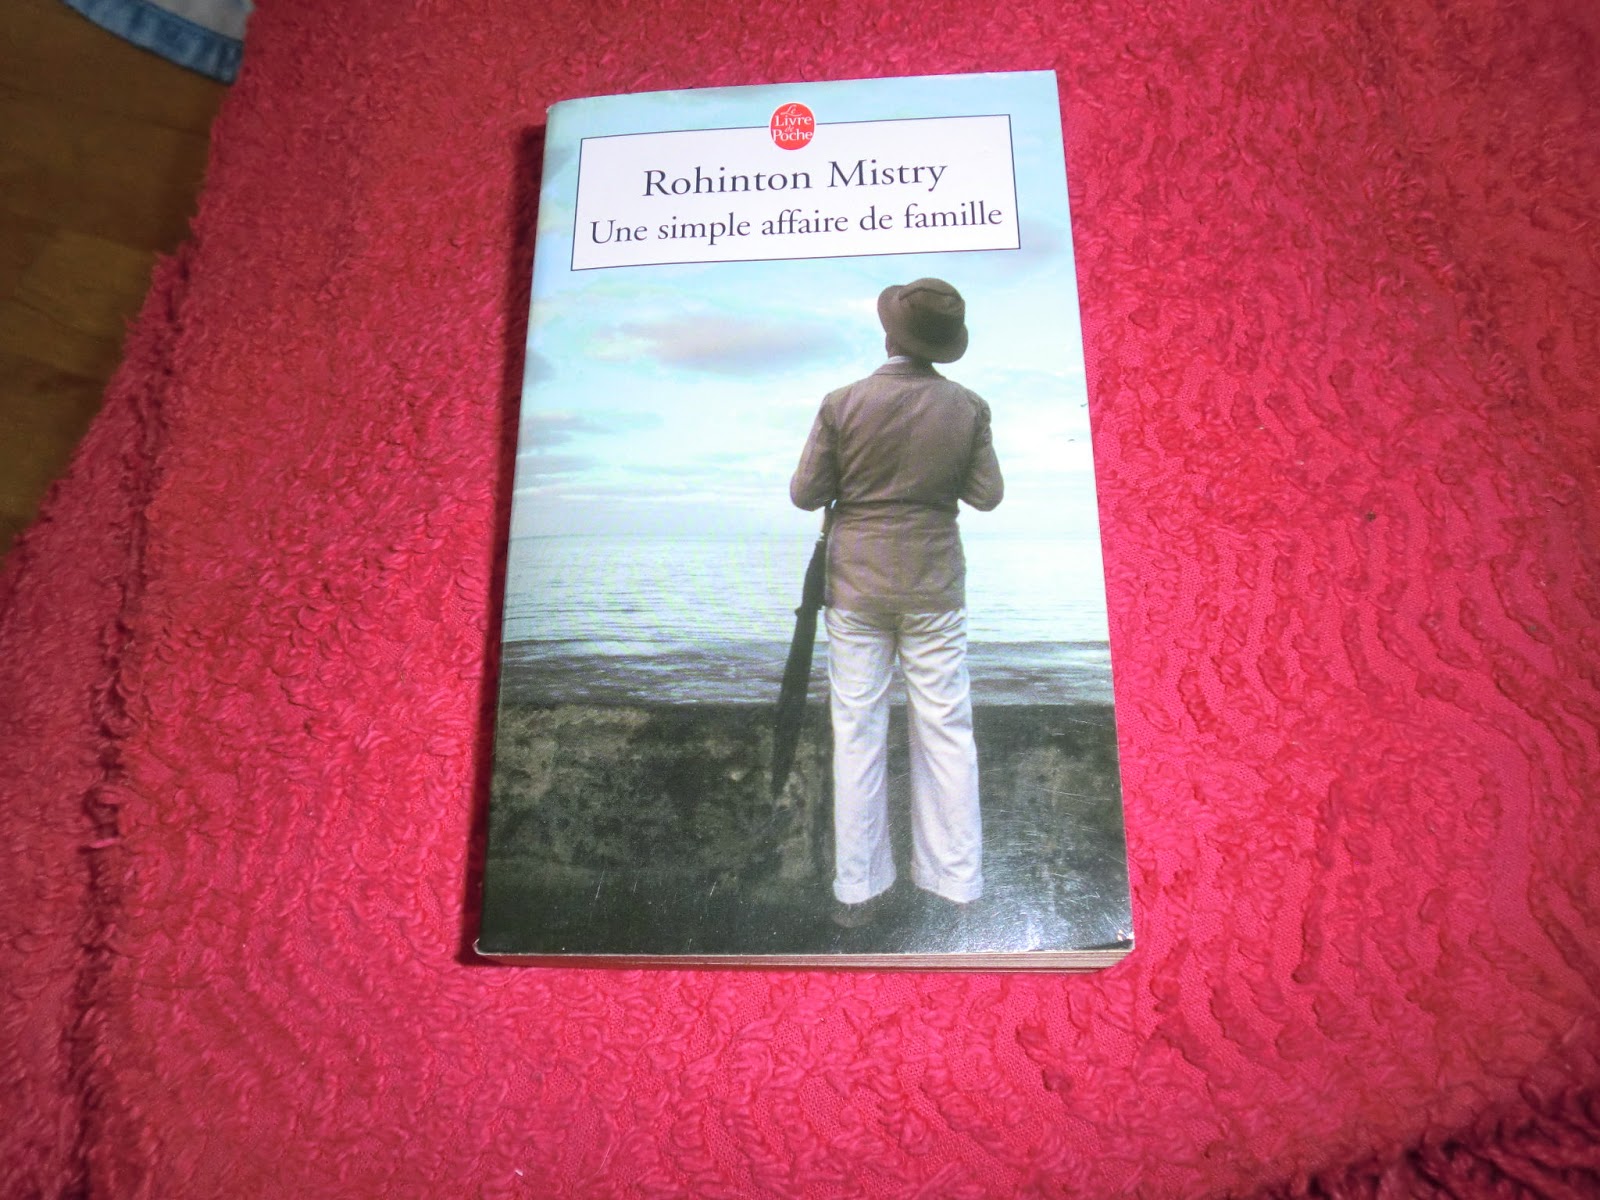 Le
Livre
de
Poche
Rohinton Mistry
Une simple affaire de famille